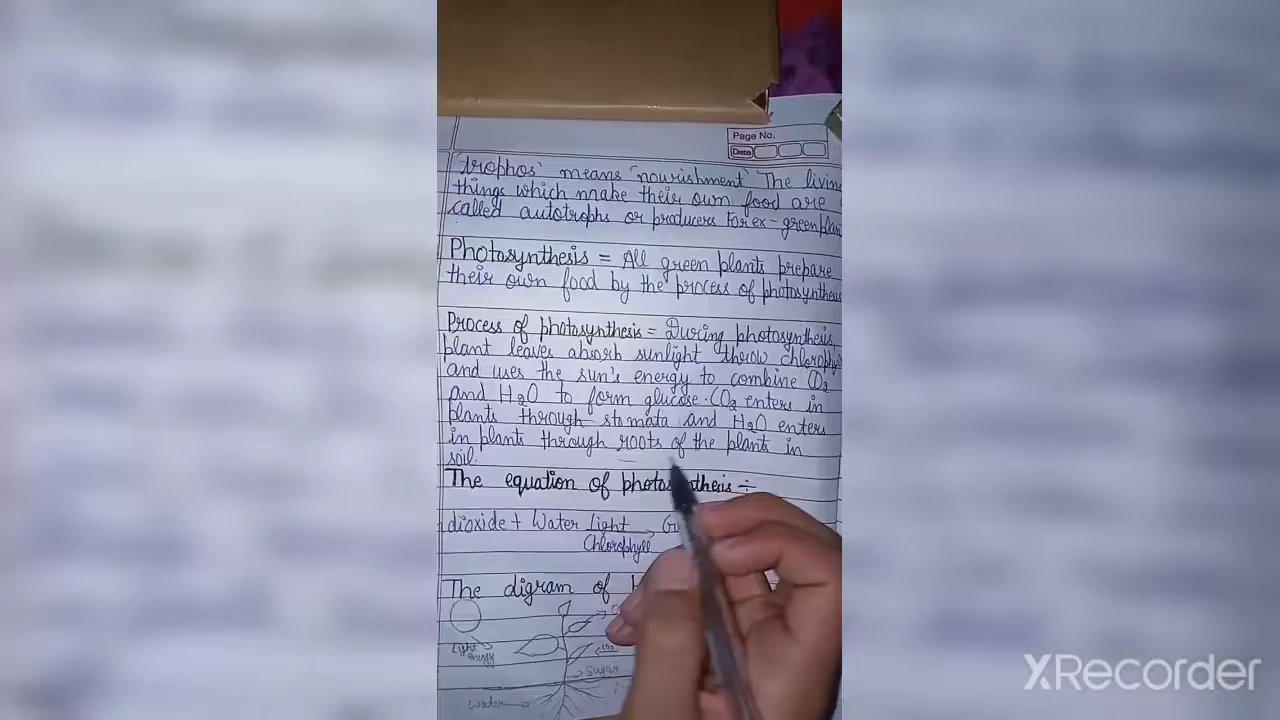 Page No.
Date
'trophos' means 'nourishment' The livin
things which make their own food are
called autotrophs or producers For ex - green plan
Photosynthesis = All green plants prepare
their own food by the process of photosynthesis
Process of photosynthesis = During photosynthesis,
plant leaves absorb sunlight throw chlorophyl
and uses the sun's energy to combine CO2
and H2O to form glucose. CO2 enters in
plants through stomata and H2O enters
in plants through roots of the plants in
soil.
The equation of photosynthesis ÷
dioxide + Water Light
Chlorophyll
The digram of
Light energy
CO2
Sugar
Water
XRecorder